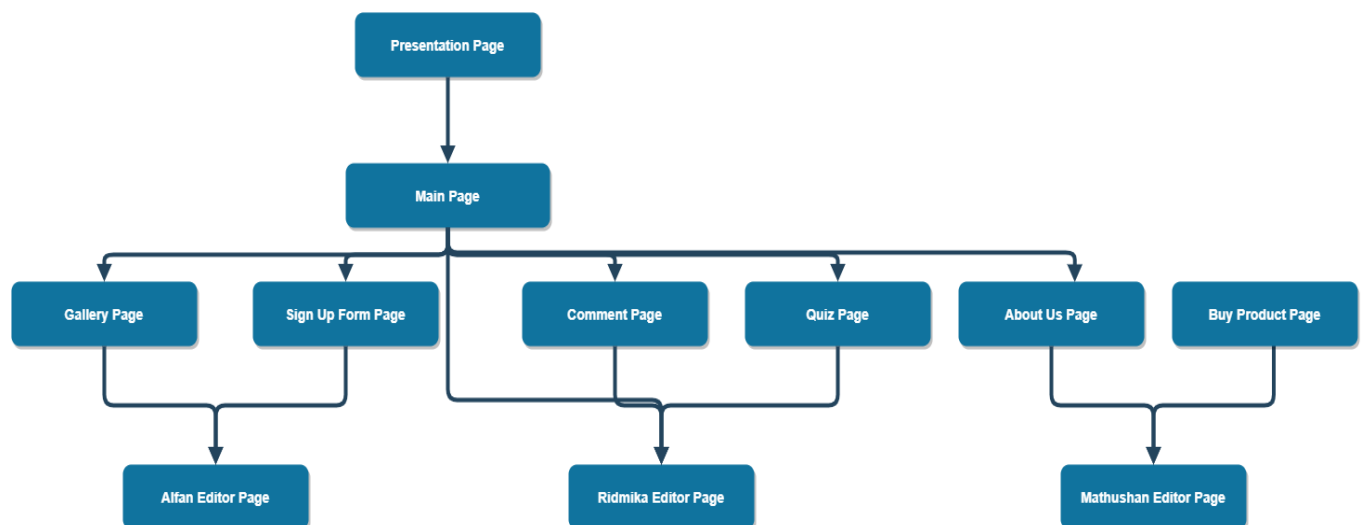 Presentation Page
Main Page
Gallery Page
Sign Up Form Page
Comment Page
Quiz Page
About Us Page
Buy Product Page
Alfan Editor Page
Ridmika Editor Page
Mathushan Editor Page